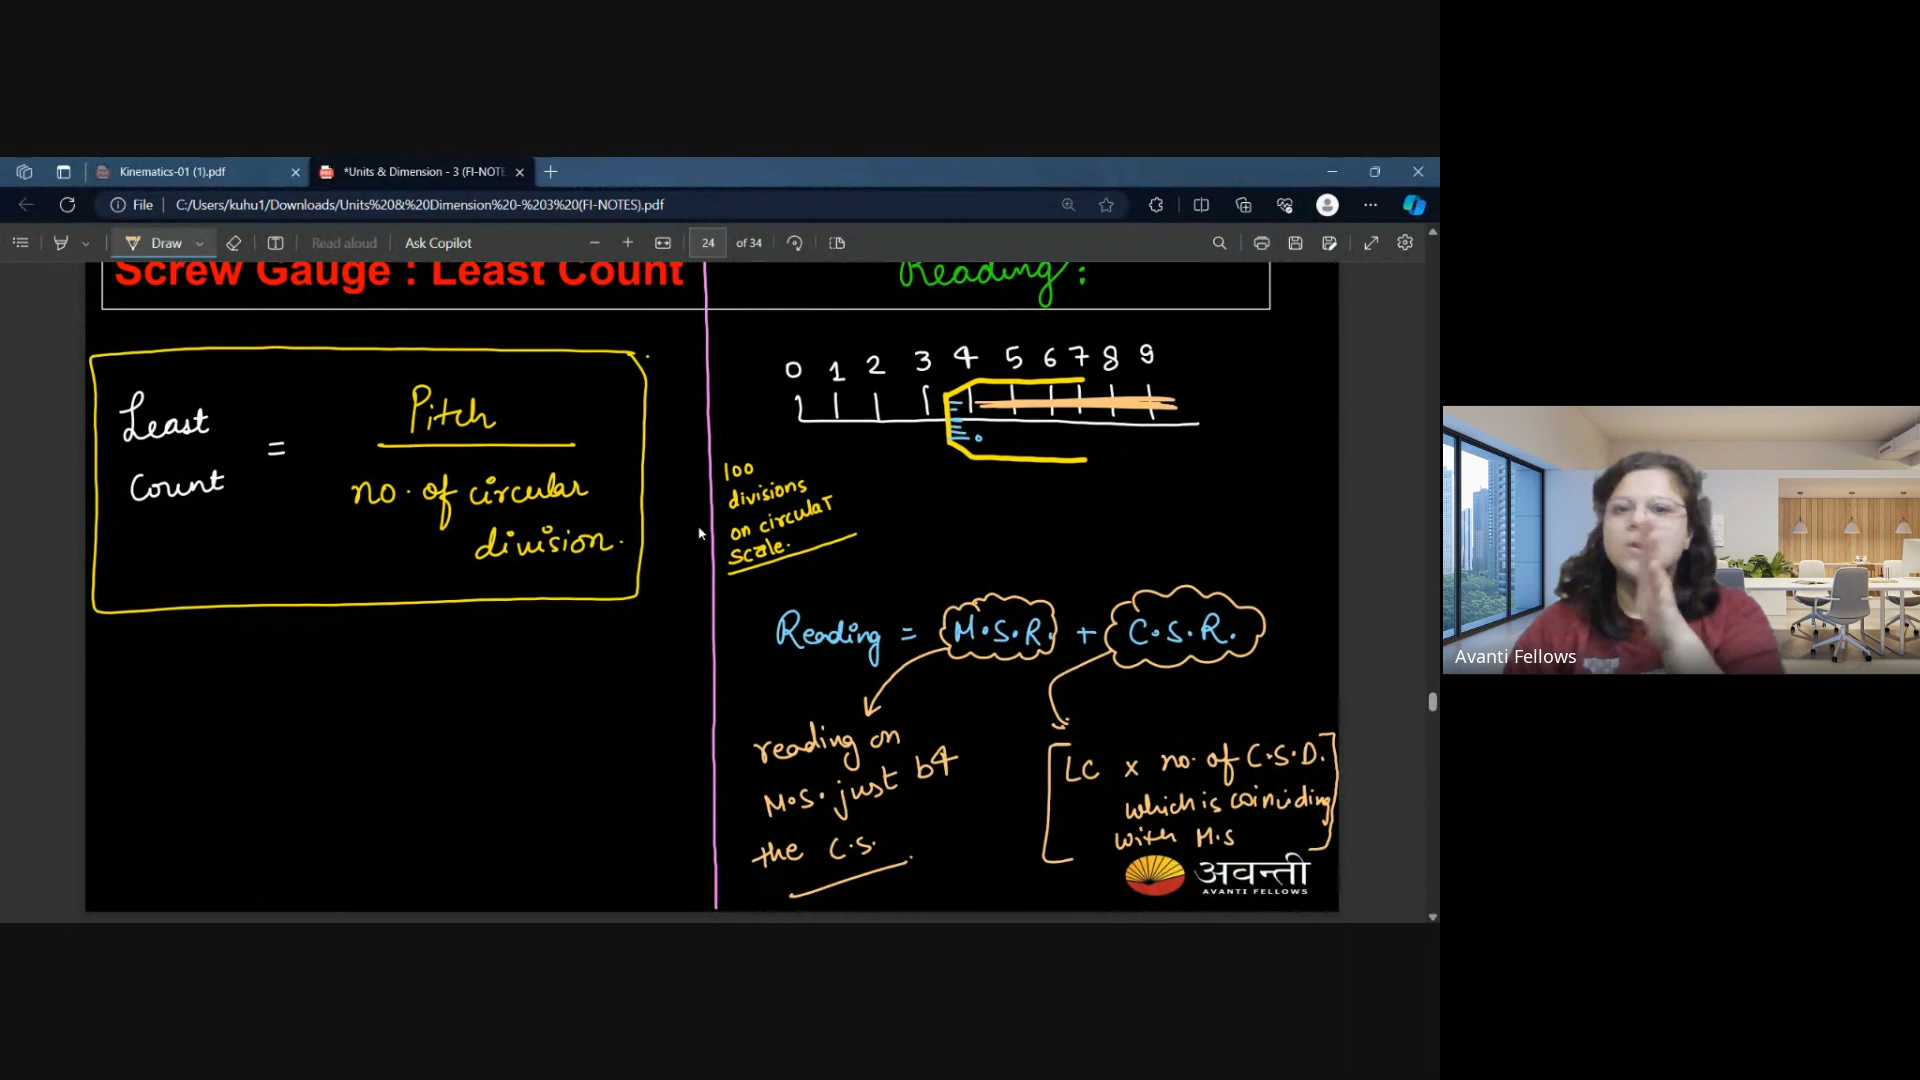 Kinematics-01 (1).pdf
*Units & Dimension - 3 (FI-NOTE
File
C:/Users/kuhu1/Downloads/Units%20&%20Dimension%20-%203%20(FI-NOTES).pdf
Draw
Read aloud
Ask Copilot
24 of 34
Screw Gauge : Least Count
Reading :
Least
Count
=
Pitch
no. of circular
division.
0 1 2 3 4 5 6 7 8 9
0
100
divisions
on circular
scale.
Reading = M.S.R. + C.S.R.
reading on
M.S. just b4
the C.S.
[LC x no. of C.S.D.
which is coinciding
with M.S]
अवन्ती
AVANTI FELLOWS
Avanti Fellows